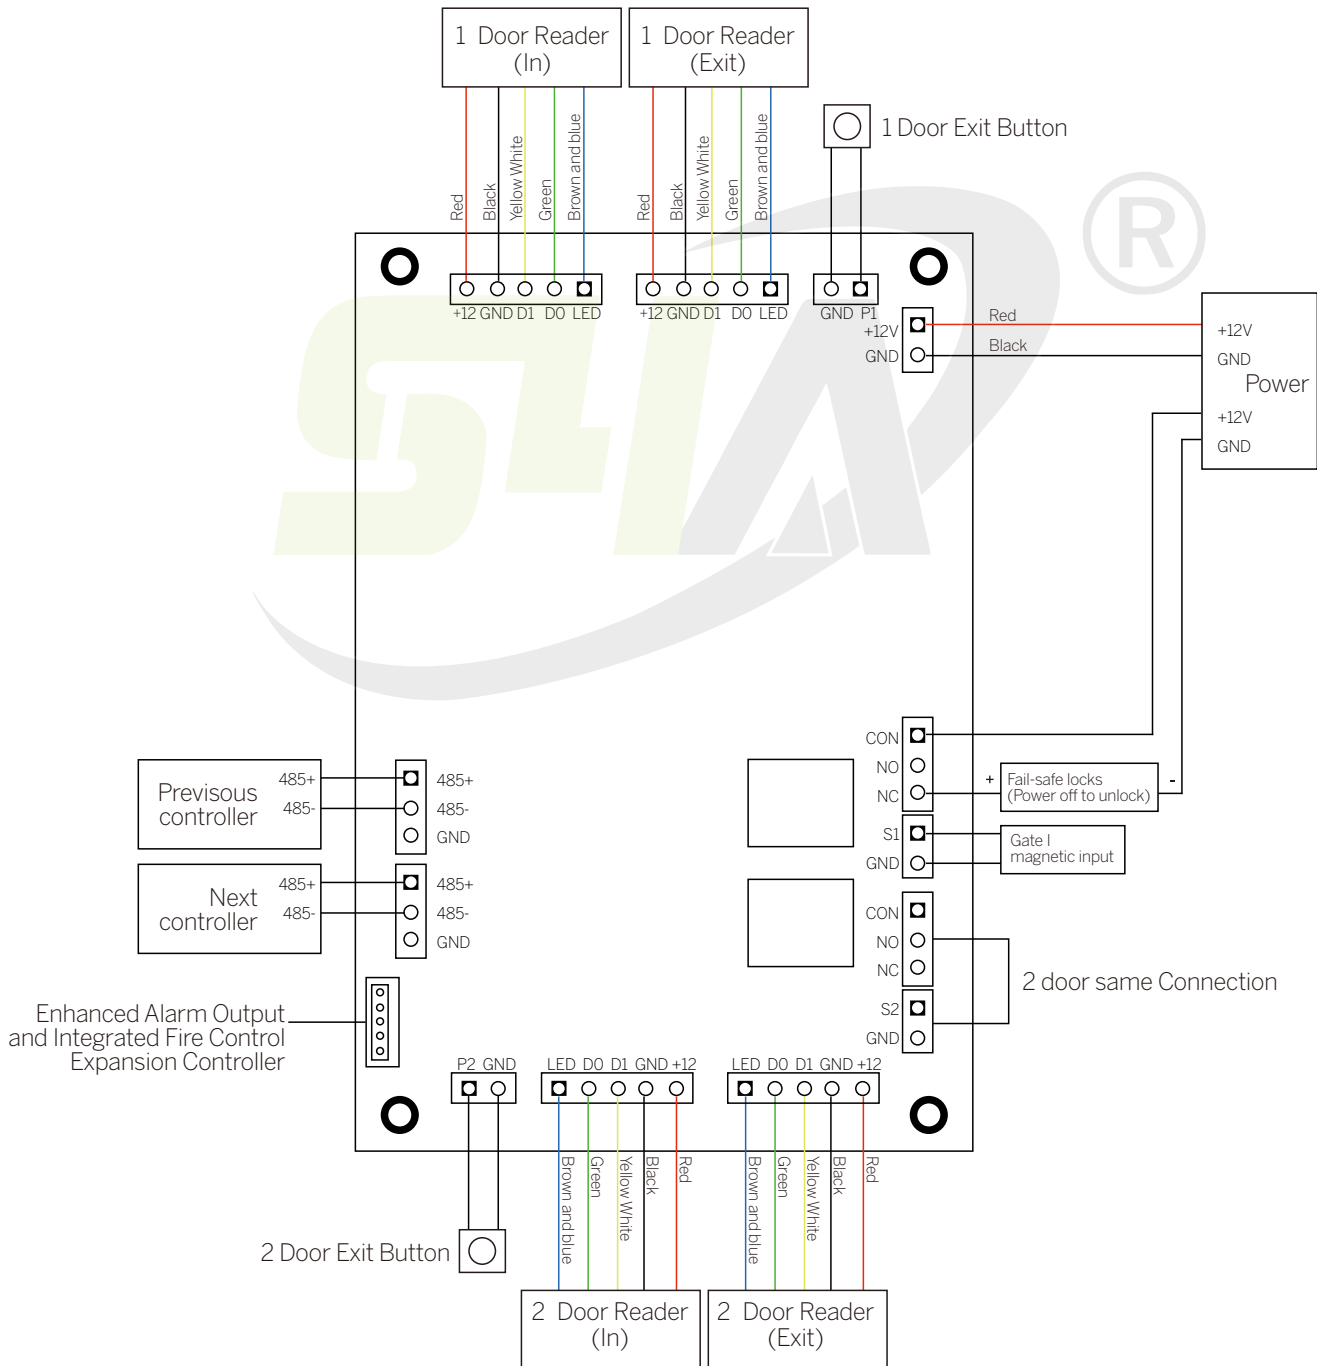 1 Door Reader
(In)
1 Door Reader
(Exit)
1 Door Exit Button
Red
Black
Yellow White
Green
Brown and blue
Red
Black
Yellow White
Green
Brown and blue
®
+12 GND D1 D0 LED
+12 GND D1 D0 LED
GND P1
+12V
GND
Red
Black
+12V
GND
Power
+12V
GND
S4A
CON
NO
NC
+
Fail-safe locks
(Power off to unlock)
-
S1
GND
Gate I
magnetic input
CON
NO
NC
S2
GND
2 door same Connection
Previsous
controller
485+
485-
485+
485-
GND
Next
controller
485+
485-
485+
485-
GND
Enhanced Alarm Output
and Integrated Fire Control
Expansion Controller
P2 GND
LED D0 D1 GND +12
LED D0 D1 GND +12
Brown and blue
Green
Yellow White
Black
Red
Brown and blue
Green
Yellow White
Black
Red
2 Door Exit Button
2 Door Reader
(In)
2 Door Reader
(Exit)